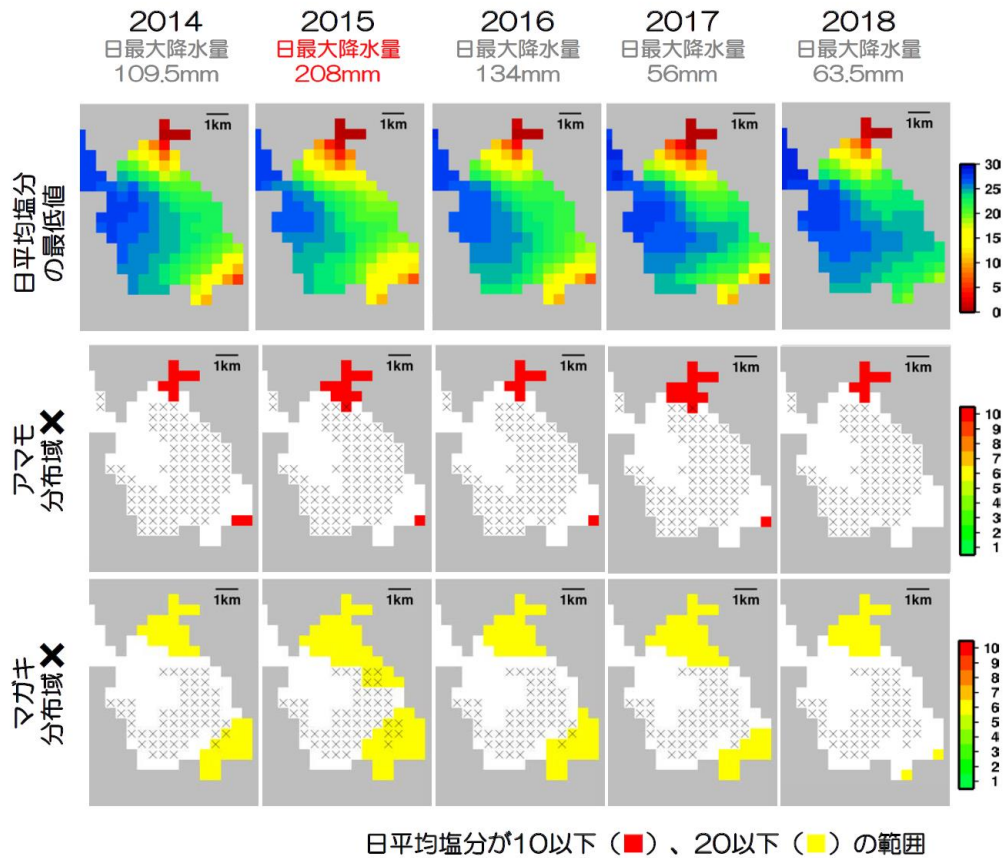 2014
日最大降水量
109.5mm
2015
日最大降水量
208mm
2016
日最大降水量
134mm
2017
日最大降水量
56mm
2018
日最大降水量
63.5mm
日平均塩分
の最低値
1km
1km
1km
1km
1km
30
25
20
15
10
5
0
アマモ
分布域✕
1km
1km
1km
1km
1km
10
9
8
7
6
5
4
3
2
1
マガキ
分布域✕
1km
1km
1km
1km
1km
10
9
8
7
6
5
4
3
2
1
日平均塩分が10以下（■）、20以下（■）の範囲